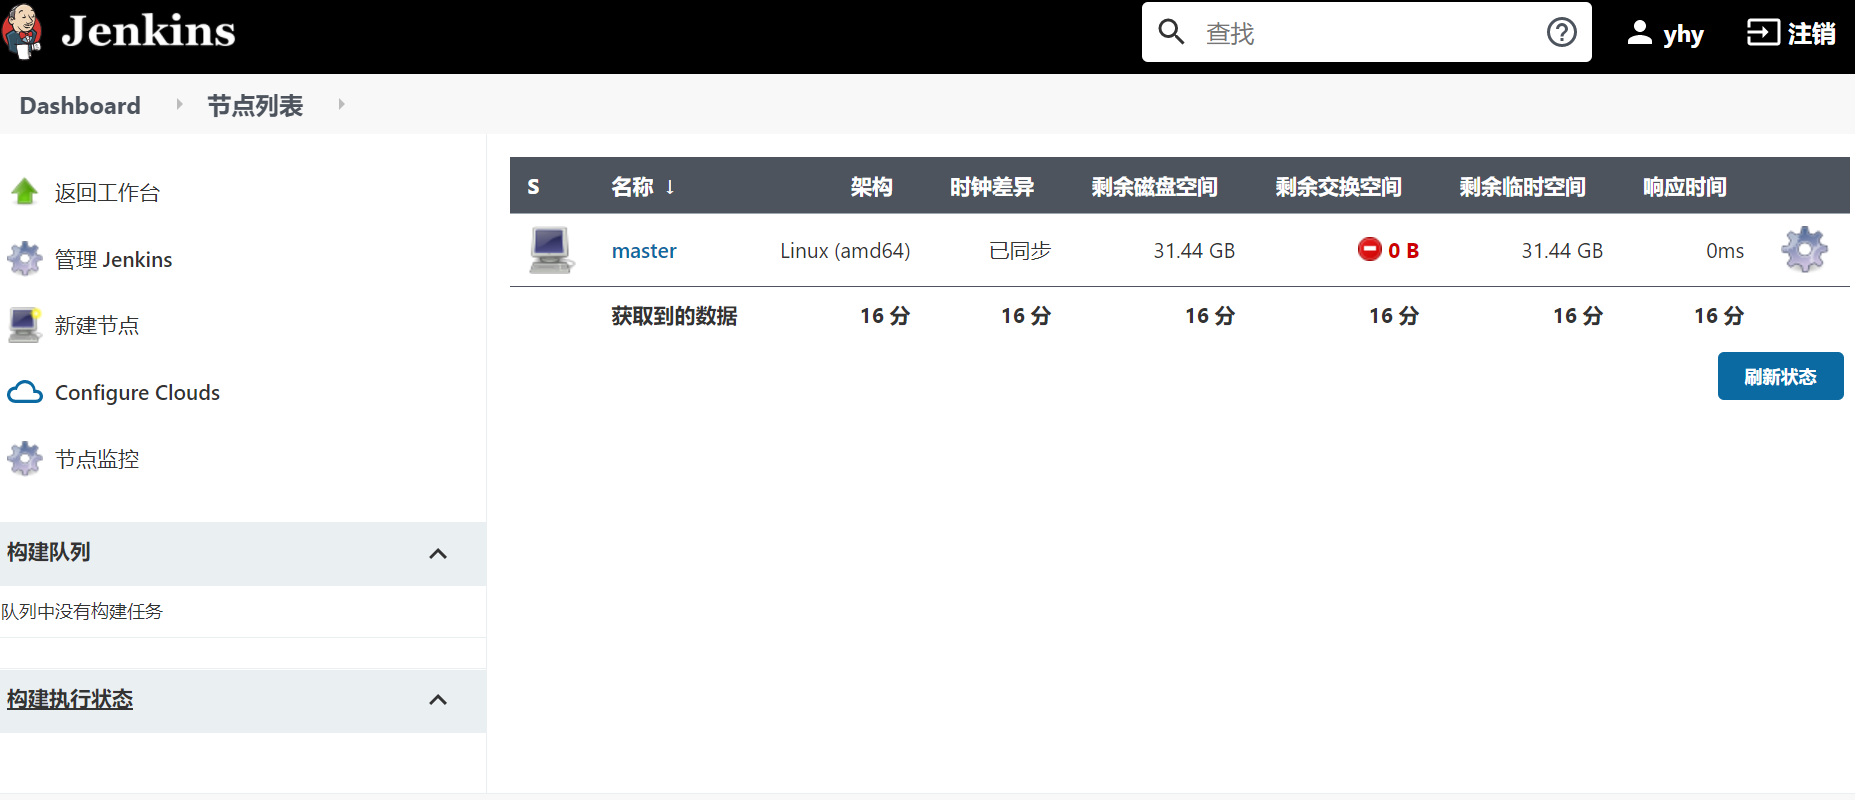 Jenkins
查找
yhy
注销
Dashboard
节点列表
返回工作台
管理 Jenkins
新建节点
Configure Clouds
节点监控
构建队列
队列中没有构建任务
构建执行状态
S 名称 ↓ 架构 时钟差异 剩余磁盘空间 剩余交换空间 剩余临时空间 响应时间
master Linux (amd64) 已同步 31.44 GB 0 B 31.44 GB 0ms
获取到的数据 16 分 16 分 16 分 16 分 16 分 16 分
刷新状态